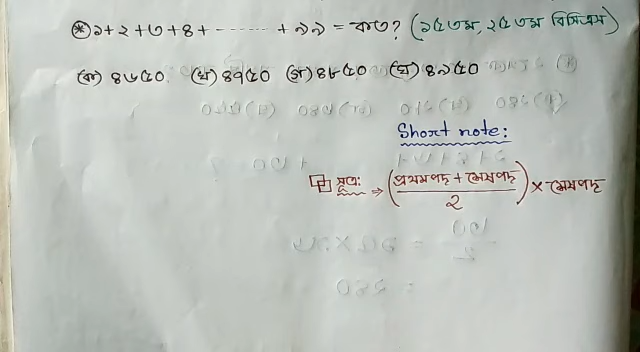 ✱ ১+২+৩+৪+ ------- + ৯৯ = কত? (১৫তম, ২৫তম বিসিএস)
(ক) ৪৬৫০ (খ) ৪৭৫০ (গ) ৪৮৫০ (ঘ) ৪৯৫০
Short note:
সূত্র: → (প্রথমপদ + শেষপদ / 2) × শেষপদ